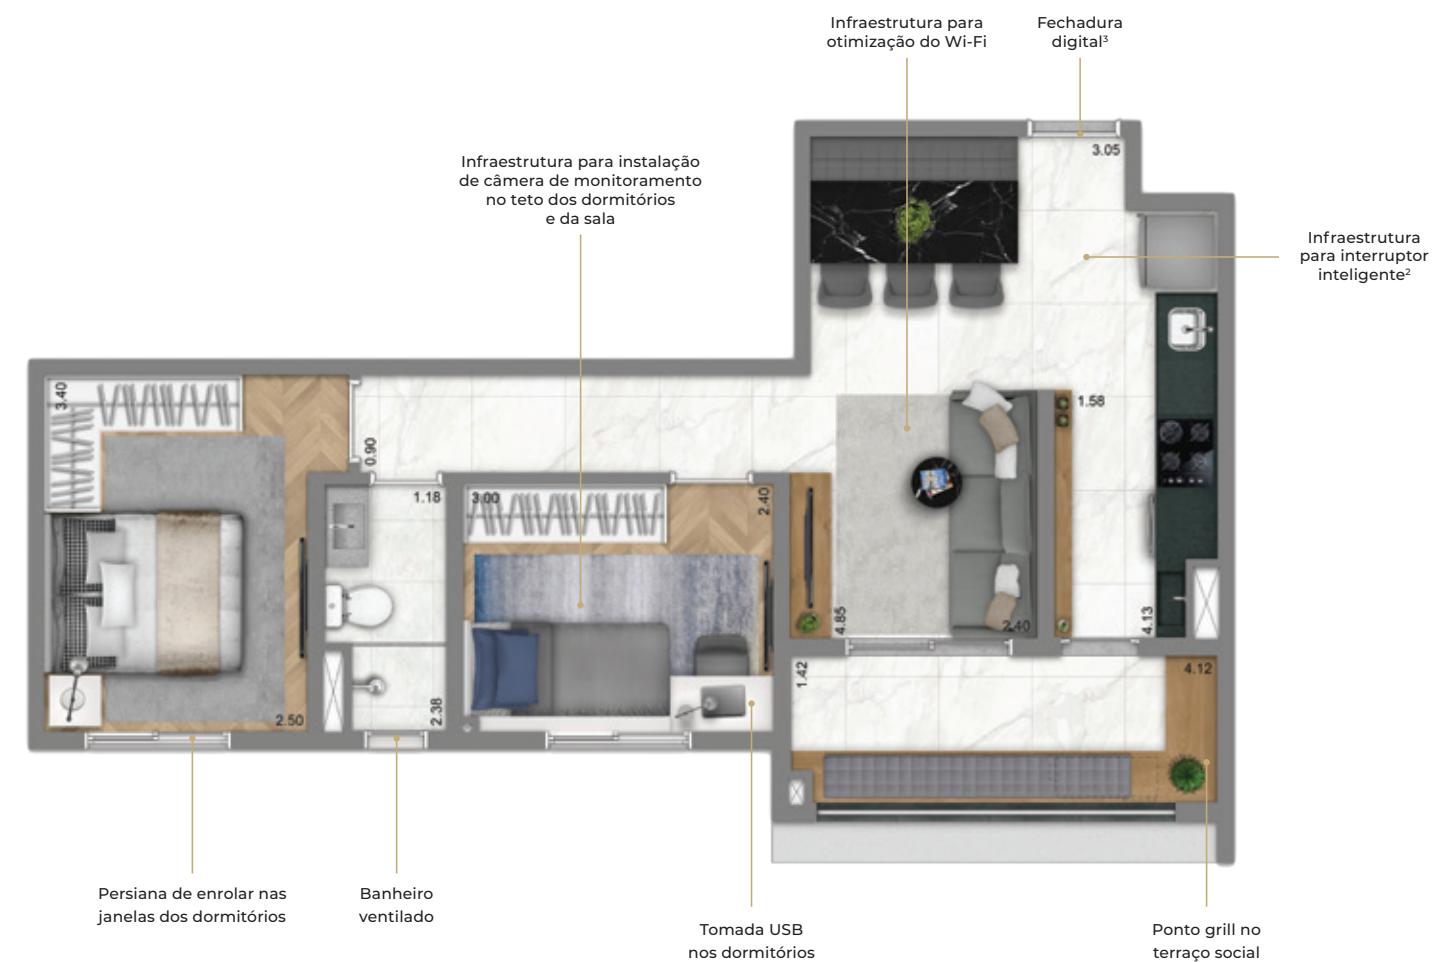 Infraestrutura para
otimização do Wi-Fi
Fechadura
digital³
Infraestrutura para instalação
de câmera de monitoramento
no teto dos dormitórios
e da sala
3.05
Infraestrutura
para interruptor
inteligente²
3.40
0.90
1.18
3.00
2.40
1.58
4.85
2.40
4.13
1.42
4.12
2.50
2.38
Persiana de enrolar nas
janelas dos dormitórios
Banheiro
ventilado
Tomada USB
nos dormitórios
Ponto grill no
terraço social